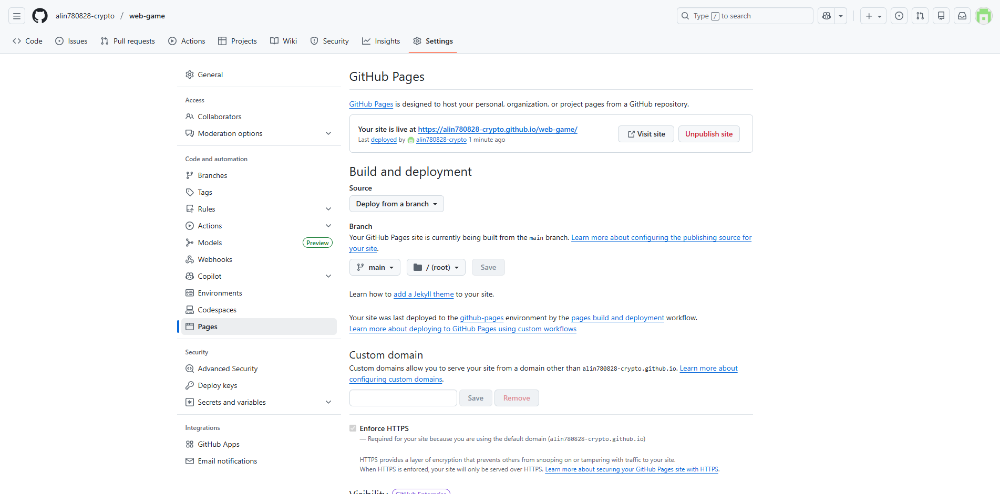 alin780828-crypto / web-game
Type / to search
Code
Issues
Pull requests
Actions
Projects
Wiki
Security
Insights
Settings
General
Access
Collaborators
Moderation options
Code and automation
Branches
Tags
Rules
Actions
Models Preview
Webhooks
Copilot
Environments
Codespaces
Pages
Security
Advanced Security
Deploy keys
Secrets and variables
Integrations
GitHub Apps
Email notifications
GitHub Pages
GitHub Pages is designed to host your personal, organization, or project pages from a GitHub repository.
Your site is live at https://alin780828-crypto.github.io/web-game/
Last deployed by alin780828-crypto 1 minute ago
Visit site
Unpublish site
Build and deployment
Source
Deploy from a branch
Branch
Your GitHub Pages site is currently being built from the main branch. Learn more about configuring the publishing source for
your site.
main
/ (root)
Save
Learn how to add a Jekyll theme to your site.
Your site was last deployed to the github-pages environment by the pages build and deployment workflow.
Learn more about deploying to GitHub Pages using custom workflows
Custom domain
Custom domains allow you to serve your site from a domain other than alin780828-crypto.github.io. Learn more about
configuring custom domains.
Save
Remove
Enforce HTTPS
— Required for your site because you are using the default domain (alin780828-crypto.github.io)
HTTPS provides a layer of encryption that prevents others from snooping on or tampering with traffic to your site.
When HTTPS is enforced, your site will only be served over HTTPS. Learn more about securing your GitHub Pages site with HTTPS.
Visibility GitHub Enterprise